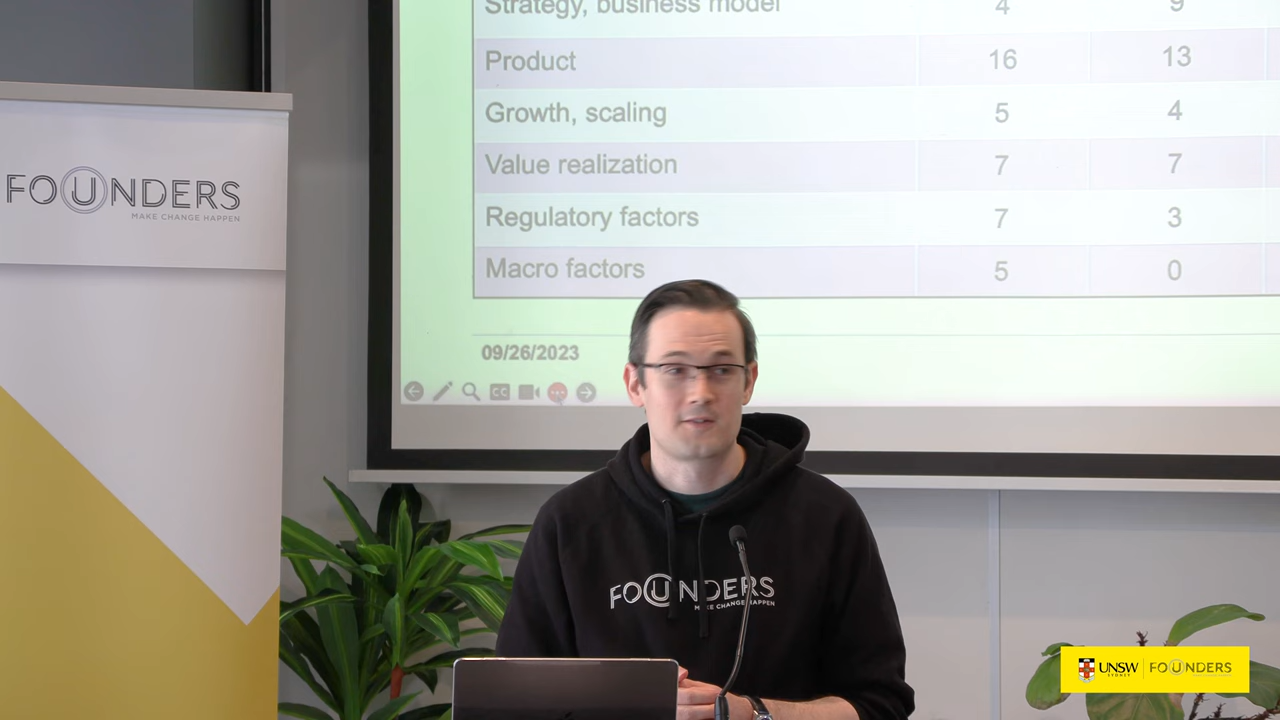 Strategy, business model 4 9
Product 16 13
Growth, scaling 5 4
Value realization 7 7
Regulatory factors 7 3
Macro factors 5 0
09/26/2023
CC
FOUNDERS
MAKE CHANGE HAPPEN
FOUNDERS
MAKE CHANGE HAPPEN
UNSW
SYDNEY
FOUNDERS